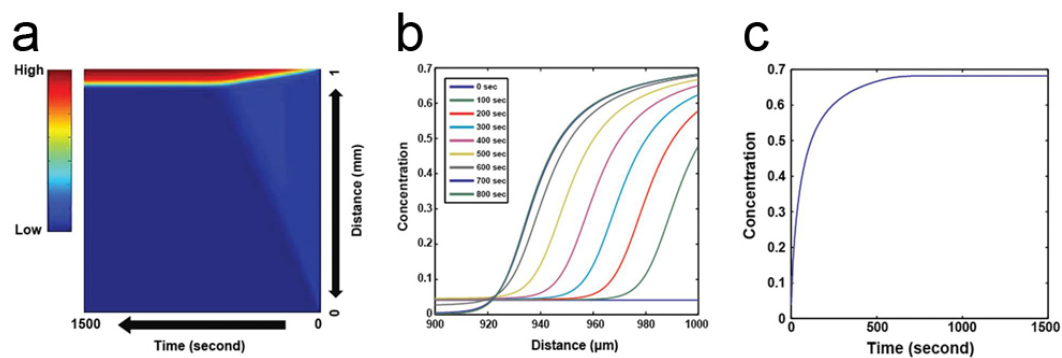 a
High
Low
1
Distance (mm)
0
1500
0
Time (second)
b
0.7
0.6
0.5
0.4
0.3
0.2
0.1
0
0 sec
100 sec
200 sec
300 sec
400 sec
500 sec
600 sec
700 sec
800 sec
Concentration
900 920 940 960 980 1000
Distance (µm)
c
0.7
0.6
0.5
0.4
0.3
0.2
0.1
0
Concentration
0 500 1000 1500
Time (second)